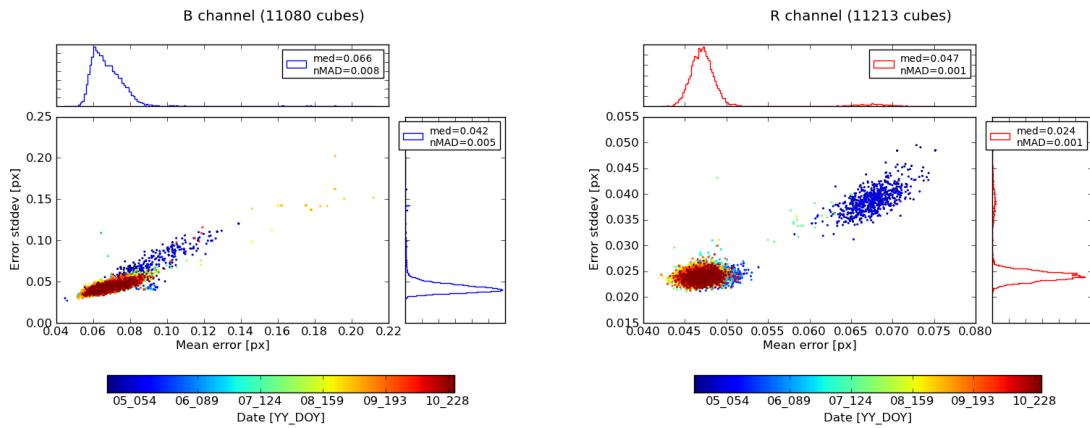 B channel (11080 cubes)
med=0.066
nMAD=0.008
0.25
0.20
0.15
0.10
0.05
0.00
Error stddev [px]
med=0.042
nMAD=0.005
0.04 0.06 0.08 0.10 0.12 0.14 0.16 0.18 0.20 0.22
Mean error [px]
05_054 06_089 07_124 08_159 09_193 10_228
Date [YY_DOY]
R channel (11213 cubes)
med=0.047
nMAD=0.001
0.055
0.050
0.045
0.040
0.035
0.030
0.025
0.020
0.015
Error stddev [px]
med=0.024
nMAD=0.001
0.040 0.045 0.050 0.055 0.060 0.065 0.070 0.075 0.080
Mean error [px]
05_054 06_089 07_124 08_159 09_193 10_228
Date [YY_DOY]